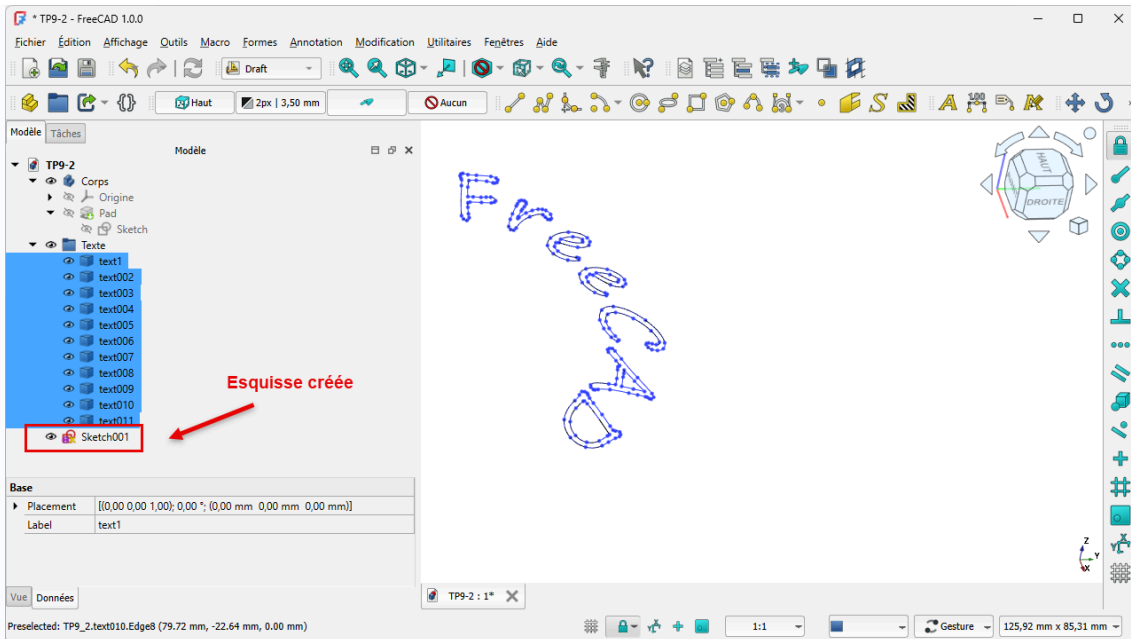 * TP9-2 - FreeCAD 1.0.0
Fichier Édition Affichage Outils Macro Formes Annotation Modification Utilitaires Fenêtres Aide
Draft
Haut 2px | 3,50 mm Aucun
Modèle Tâches
Modèle
TP9-2
Corps
Origine
Pad
Sketch
Texte
text1
text002
text003
text004
text005
text006
text007
text008
text009
text010
text011
Sketch001
Esquisse créée
FreeCAD
HAUT
DROITE
Z
Y
X
Base
Placement [(0,00 0,00 1,00); 0,00 °; (0,00 mm 0,00 mm 0,00 mm)]
Label text1
Vue Données
TP9-2 : 1*
Preselected: TP9_2.text010.Edge8 (79.72 mm, -22.64 mm, 0.00 mm)
1:1
Gesture
125,92 mm x 85,31 mm